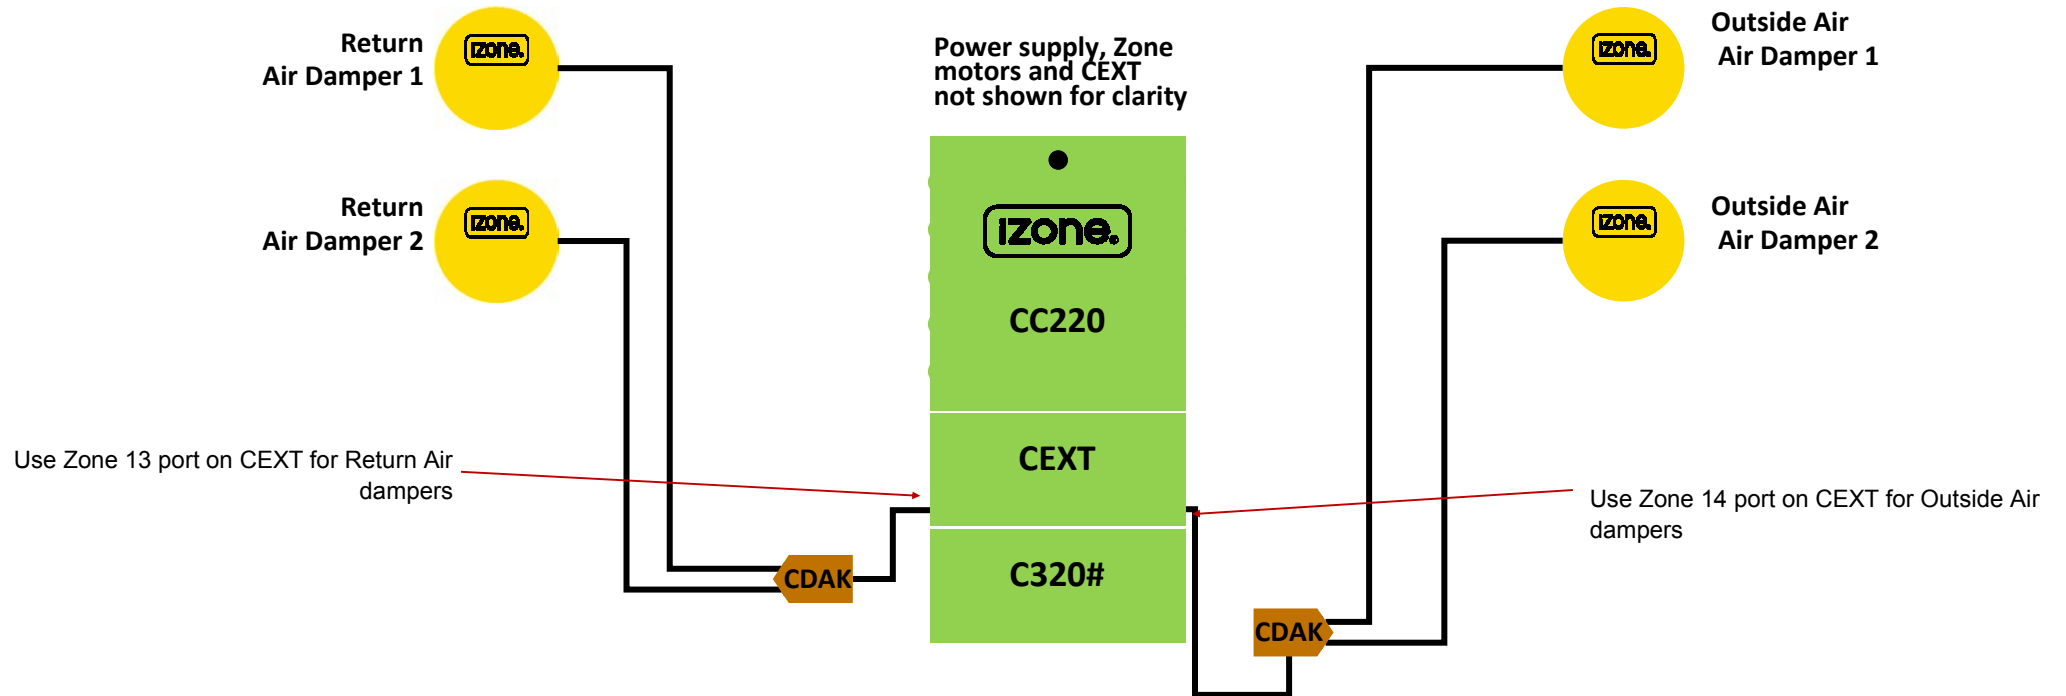 Return
Air Damper 1
izone.
Power supply, Zone
motors and CEXT
not shown for clarity
izone.
Outside Air
Air Damper 1
Return
Air Damper 2
izone.
izone.
CC220
izone.
Outside Air
Air Damper 2
Use Zone 13 port on CEXT for Return Air
dampers
CEXT
Use Zone 14 port on CEXT for Outside Air
dampers
CDAK
C320#
CDAK